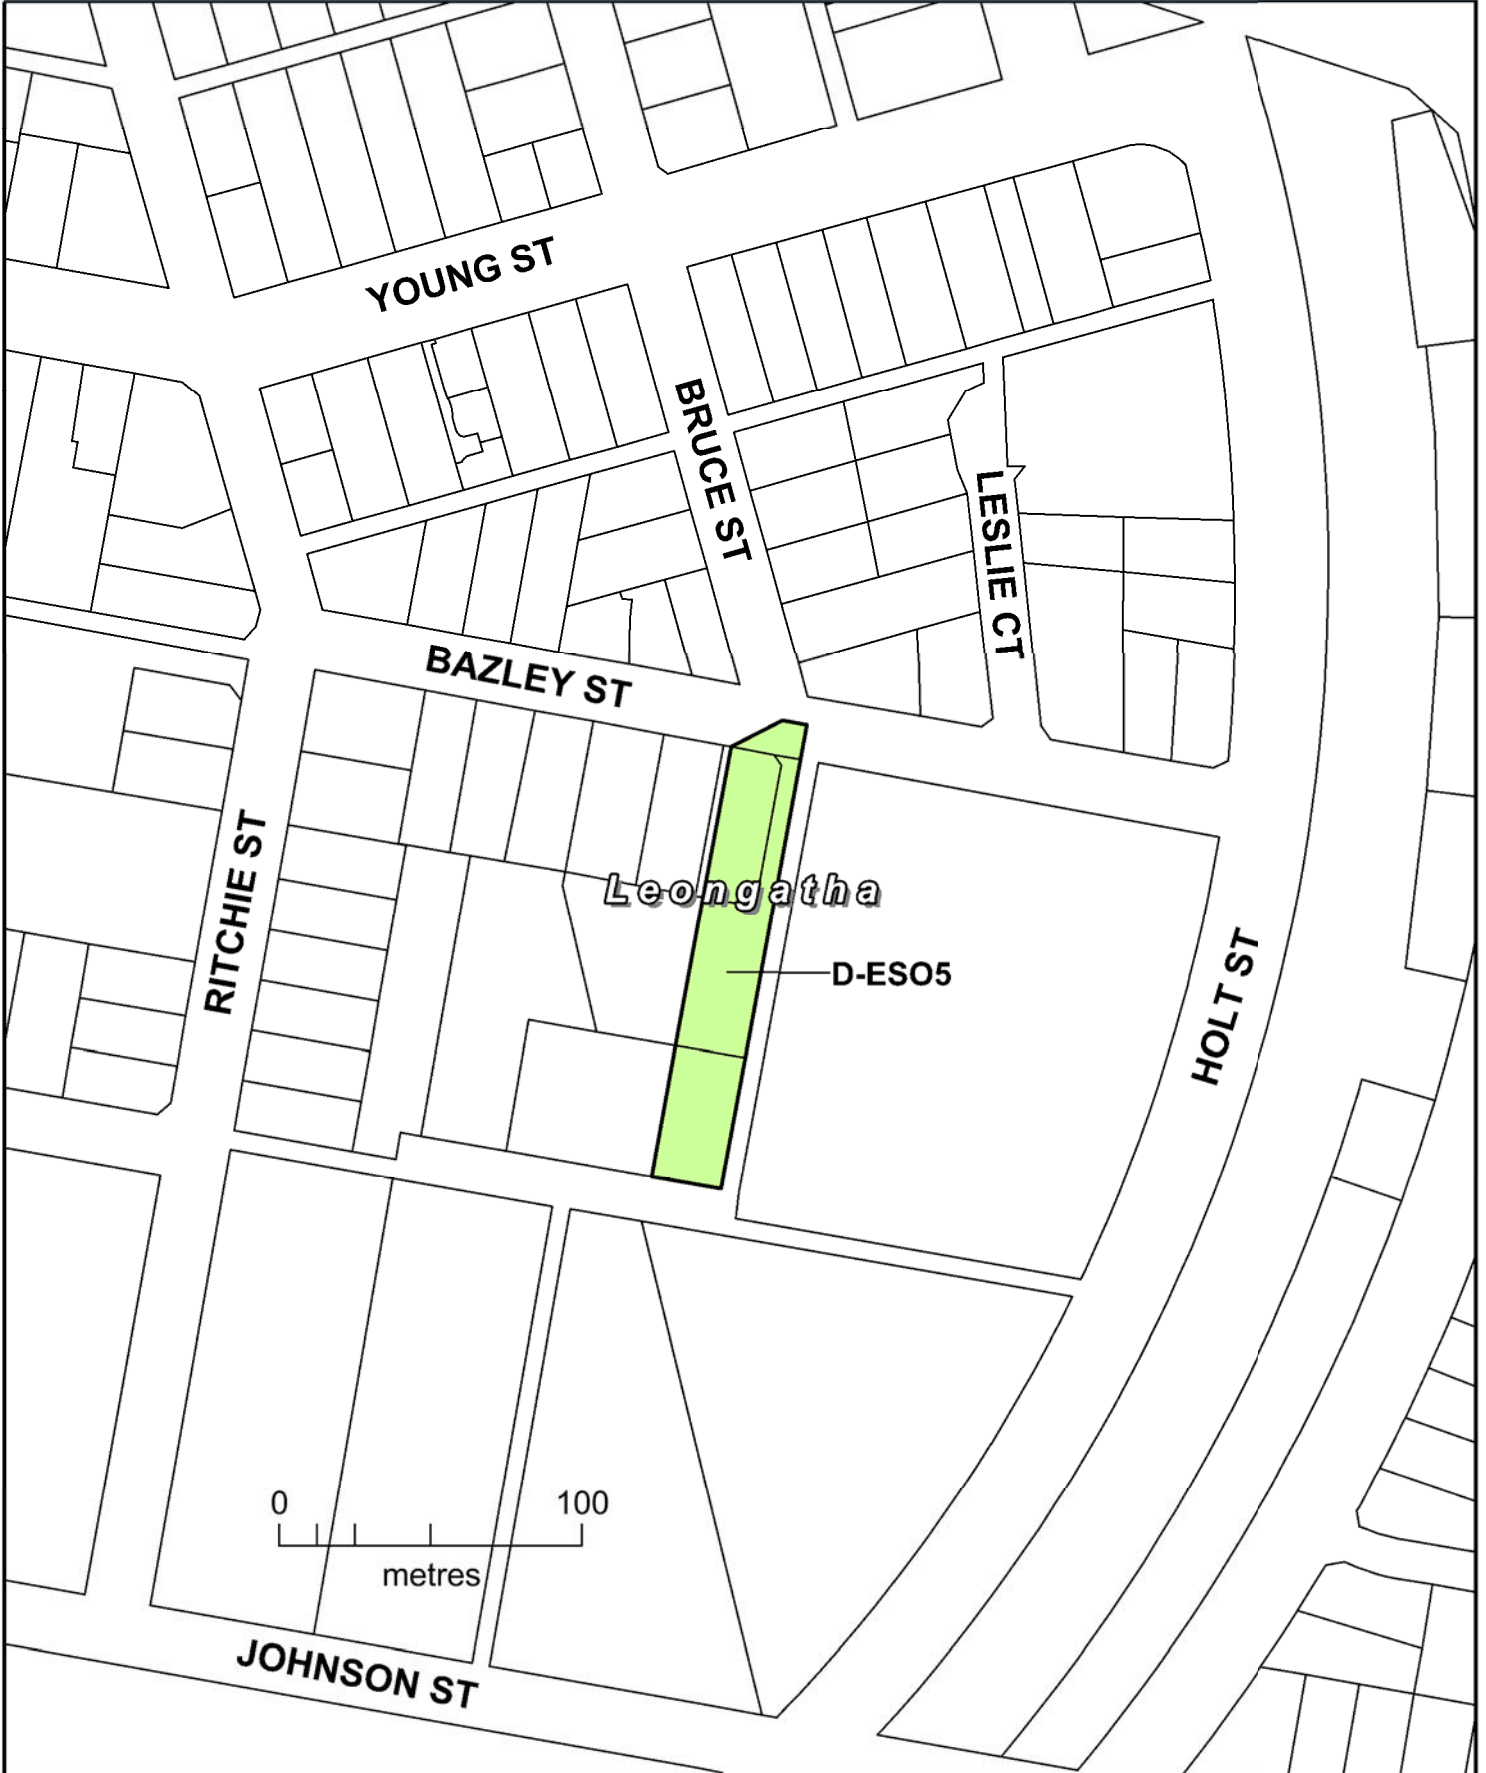 YOUNG ST
BRUCE ST
LESLIE CT
BAZLEY ST
RITCHIE ST
Leongatha
D-ESO5
HOLT ST
0 100
metres
JOHNSON ST